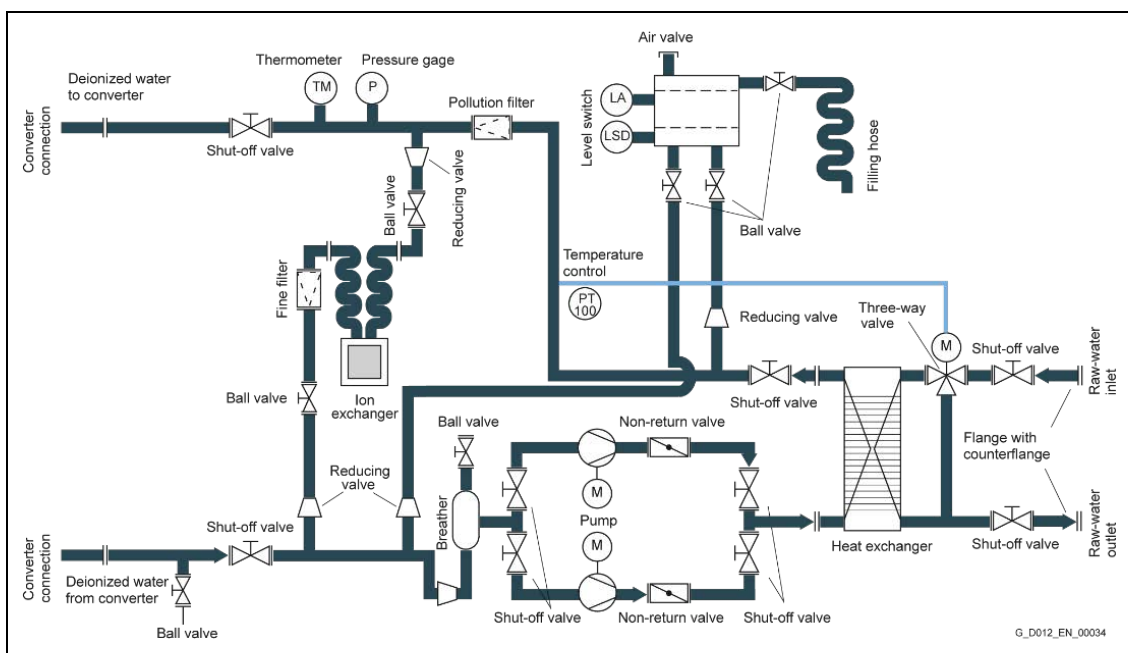 Air valve
Thermometer
Pressure gage
Deionized water
to converter
TM
P
Pollution filter
LA
LSD
Level switch
Filling hose
Converter
connection
Shut-off valve
Reducing valve
Ball valve
Ball valve
Temperature
control
PT
100
Fine filter
Reducing valve
Three-way
valve
M
Shut-off valve
Raw-water
inlet
Ion
exchanger
Ball valve
Shut-off valve
Ball valve
Non-return valve
Flange with
counterflange
Reducing
valve
Breather
M
Pump
M
Shut-off valve
Heat exchanger
Shut-off valve
Raw-water
outlet
Converter
connection
Deionized water
from converter
Ball valve
Shut-off valve
Non-return valve
Shut-off valve
G_D012_EN_00034